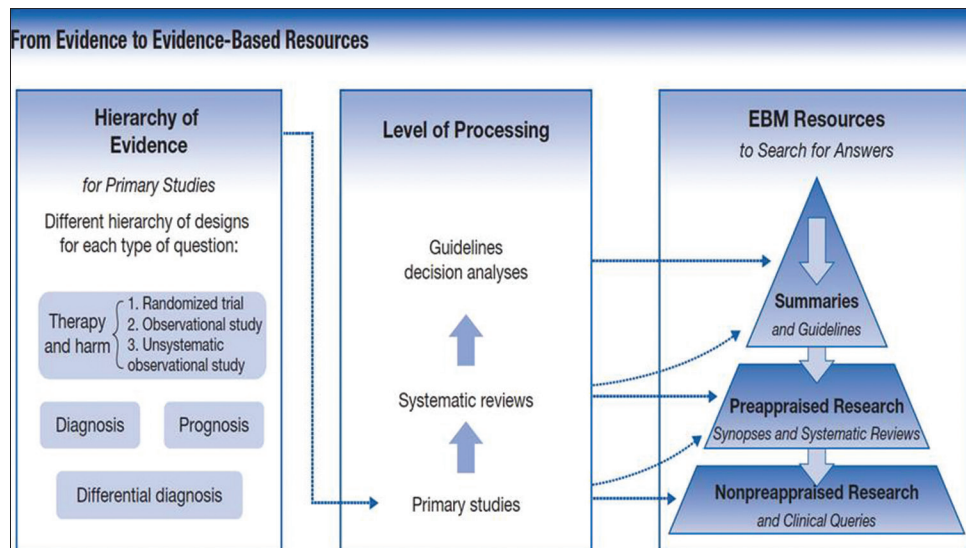 From Evidence to Evidence-Based Resources
Hierarchy of
Evidence
for Primary Studies
Different hierarchy of designs
for each type of question:
Therapy
and harm
1. Randomized trial
2. Observational study
3. Unsystematic
observational study
Diagnosis
Prognosis
Differential diagnosis
Level of Processing
Guidelines
decision analyses
Systematic reviews
Primary studies
EBM Resources
to Search for Answers
Summaries
and Guidelines
Preappraised Research
Synopses and Systematic Reviews
Nonpreappraised Research
and Clinical Queries